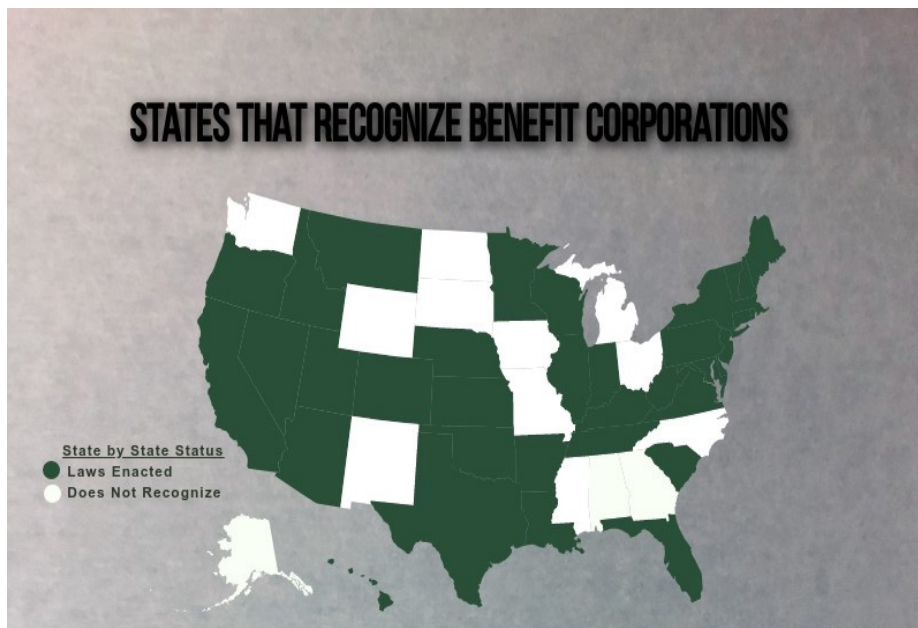 STATES THAT RECOGNIZE BENEFIT CORPORATIONS
State by State Status
Laws Enacted
Does Not Recognize